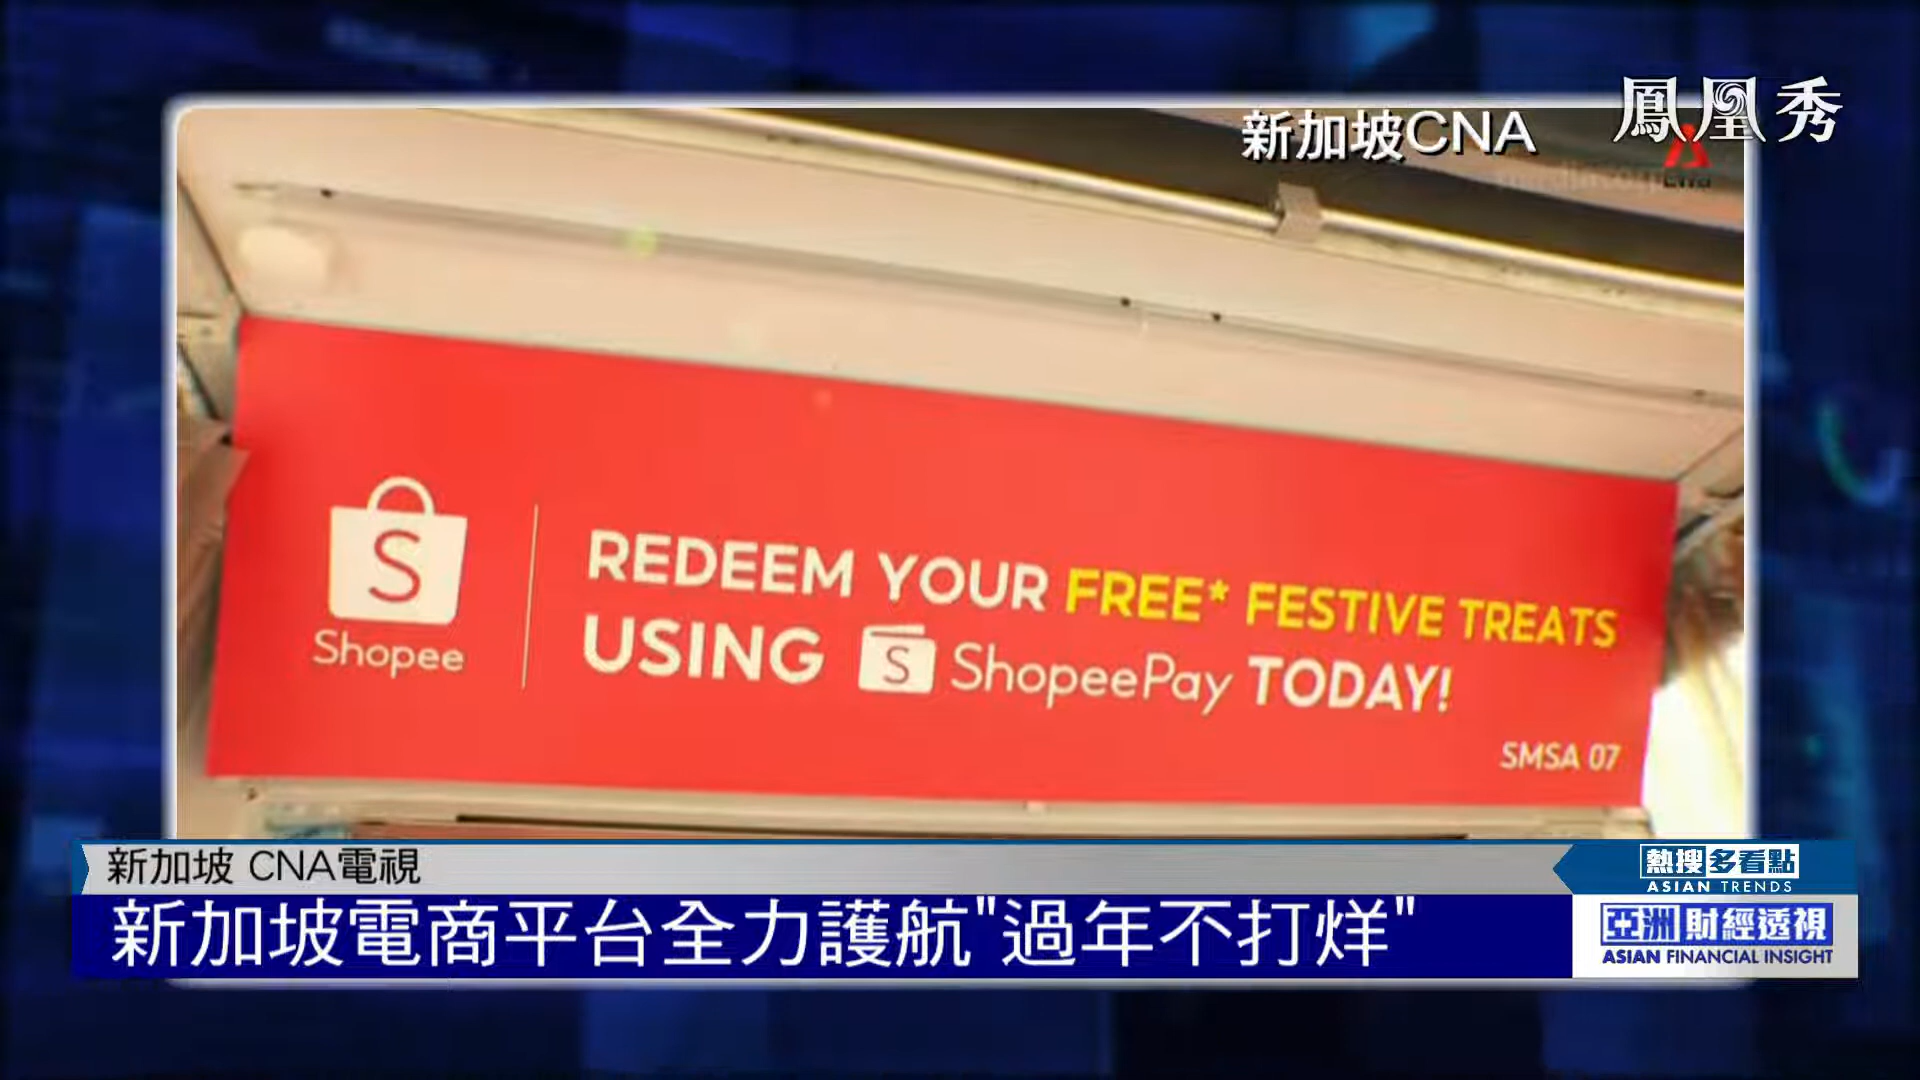 鳳凰秀
新加坡CNA
cna
S
Shopee
REDEEM YOUR FREE* FESTIVE TREATS
USING S ShopeePay TODAY!
SMSA 07
新加坡 CNA電視
新加坡電商平台全力護航"過年不打烊"
熱搜多看點
ASIAN TRENDS
亞洲財經透視
ASIAN FINANCIAL INSIGHT